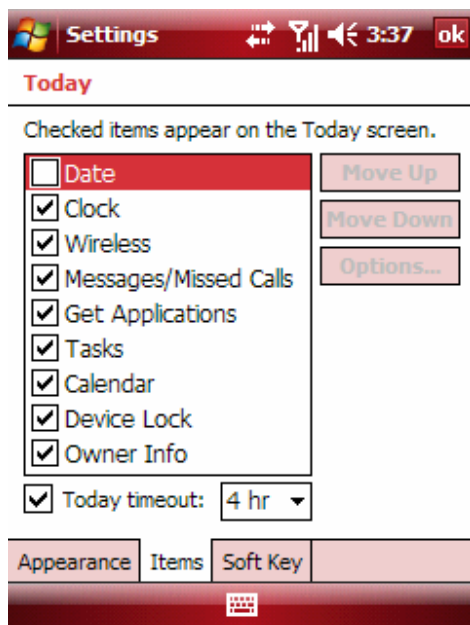 Settings 3:37 ok
Today
Checked items appear on the Today screen.
Date
Clock
Wireless
Messages/Missed Calls
Get Applications
Tasks
Calendar
Device Lock
Owner Info
Move Up
Move Down
Options...
Today timeout: 4 hr
Appearance Items Soft Key